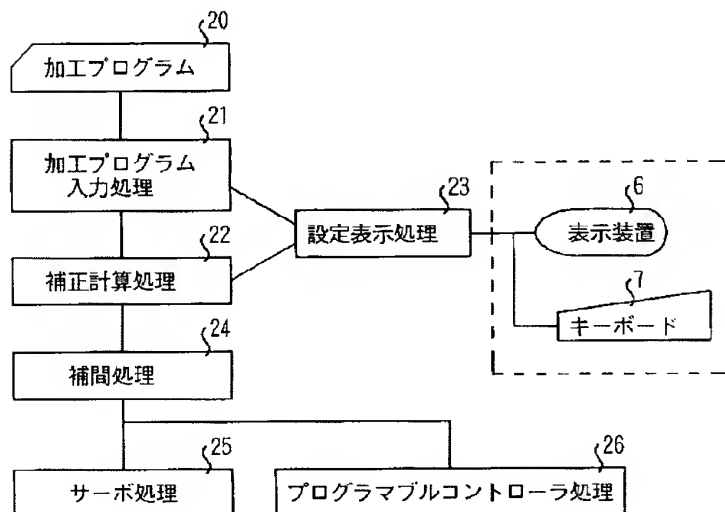 20
加工プログラム
21
加工プログラム
入力処理
23
設定表示処理
6
表示装置
22
補正計算処理
7
キーボード
24
補間処理
25
サーボ処理
26
プログラマブルコントローラ処理